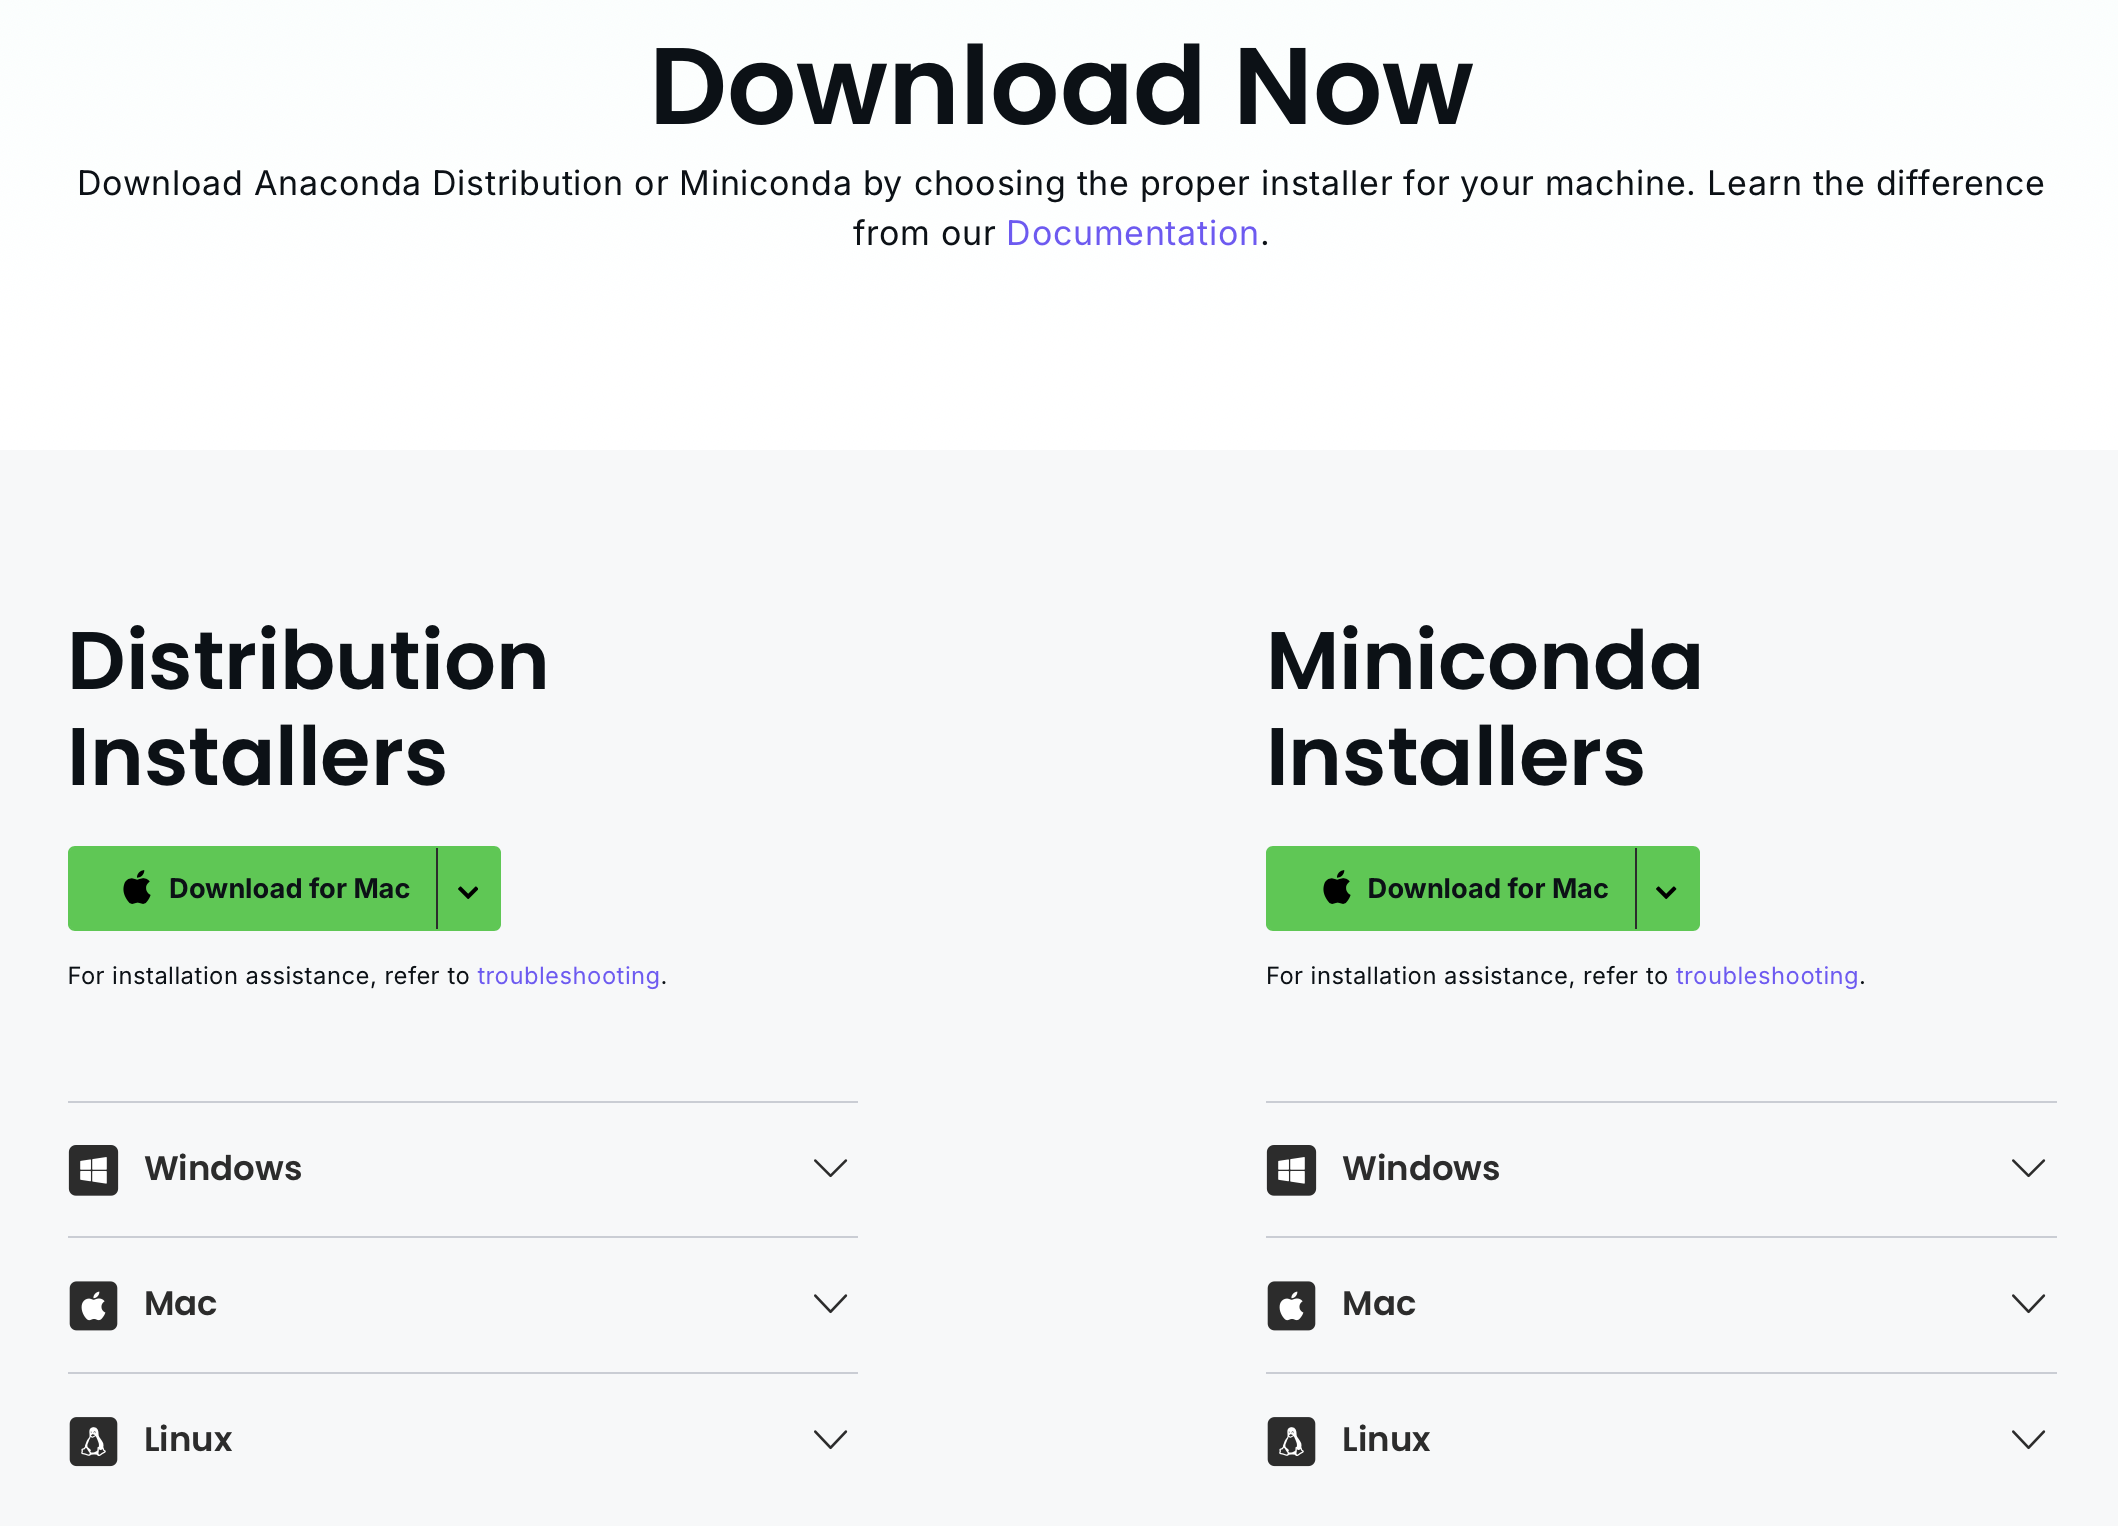 Download Now
Download Anaconda Distribution or Miniconda by choosing the proper installer for your machine. Learn the difference
from our Documentation.
Distribution
Installers
Download for Mac
For installation assistance, refer to troubleshooting.
Windows
Mac
Linux
Miniconda
Installers
Download for Mac
For installation assistance, refer to troubleshooting.
Windows
Mac
Linux